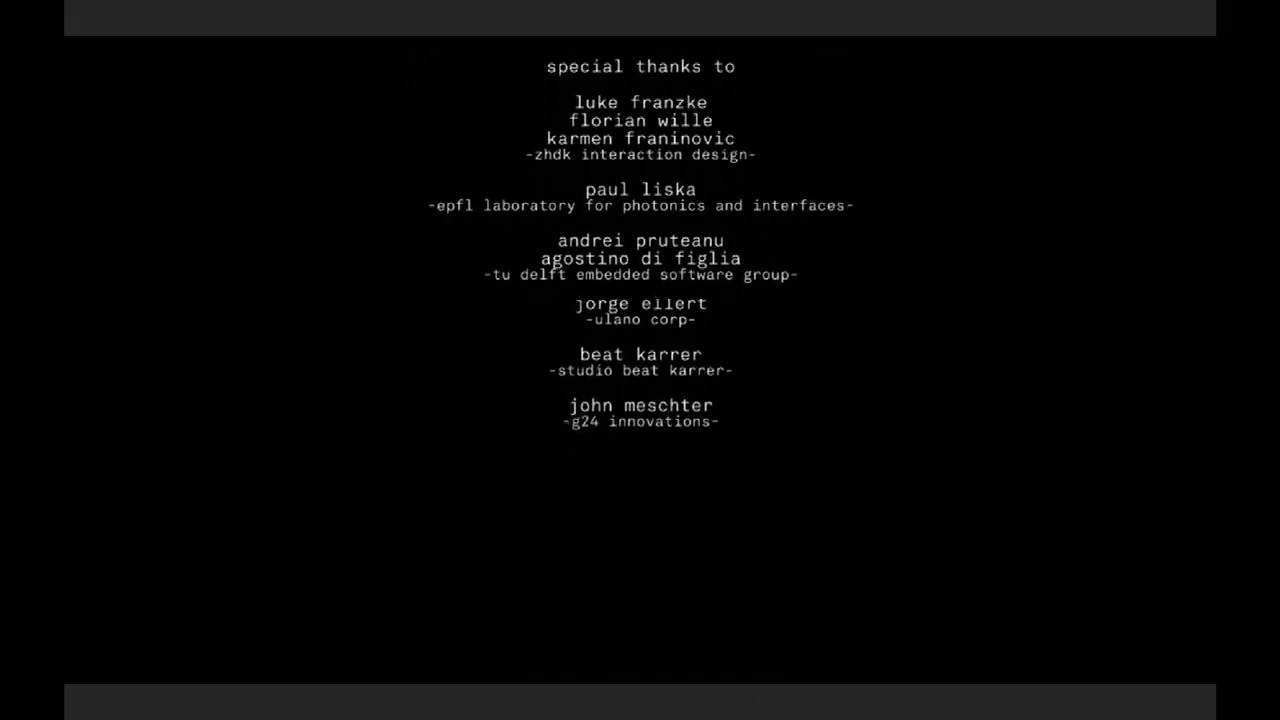 special thanks to
luke franzke
florian wille
karmen franinovic
-zhdk interaction design-
paul liska
-epfl laboratory for photonics and interfaces-
andrei pruteanu
agostino di figlia
-tu delft embedded software group-
jorge ellert
-ulano corp-
beat karrer
-studio beat karrer-
john meschter
-g24 innovations-